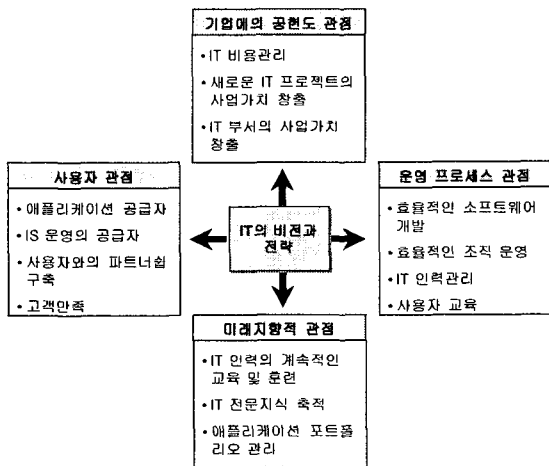 기업에의 공헌도 관점
• IT 비용관리
• 새로운 IT 프로젝트의
사업가치 창출
• IT 부서의 사업가치
창출
사용자 관점
• 애플리케이션 공급자
• IS 운영의 공급자
• 사용자와의 파트너쉽
구축
• 고객만족
IT의 비전과
전략
운영 프로세스 관점
• 효율적인 소프트웨어
개발
• 효율적인 조직 운영
• IT 인력관리
• 사용자 교육
미래지향적 관점
• IT 인력의 계속적인
교육 및 훈련
• IT 전문지식 축적
• 애플리케이션 포트폴
리오 관리